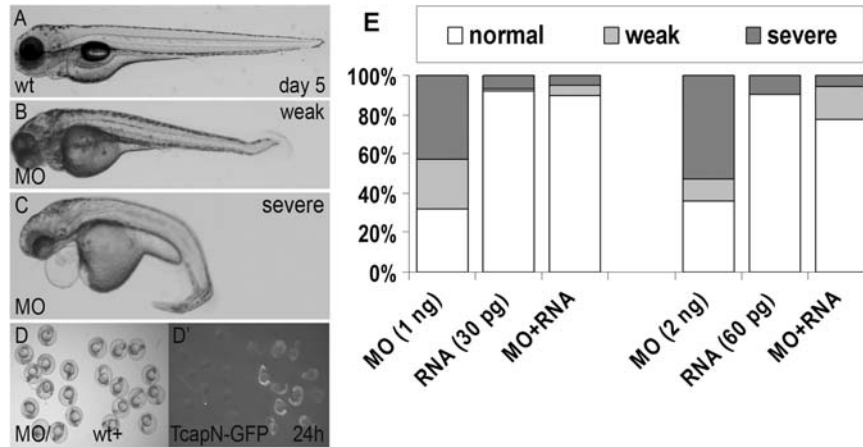 A
wt
day 5
B
weak
MO
C
severe
MO
D
MO/
wt+
D'
TcapN-GFP
24h
E
normal
weak
severe
100%
80%
60%
40%
20%
0%
MO (1 ng)
RNA (30 pg)
MO+RNA
MO (2 ng)
RNA (60 pg)
MO+RNA